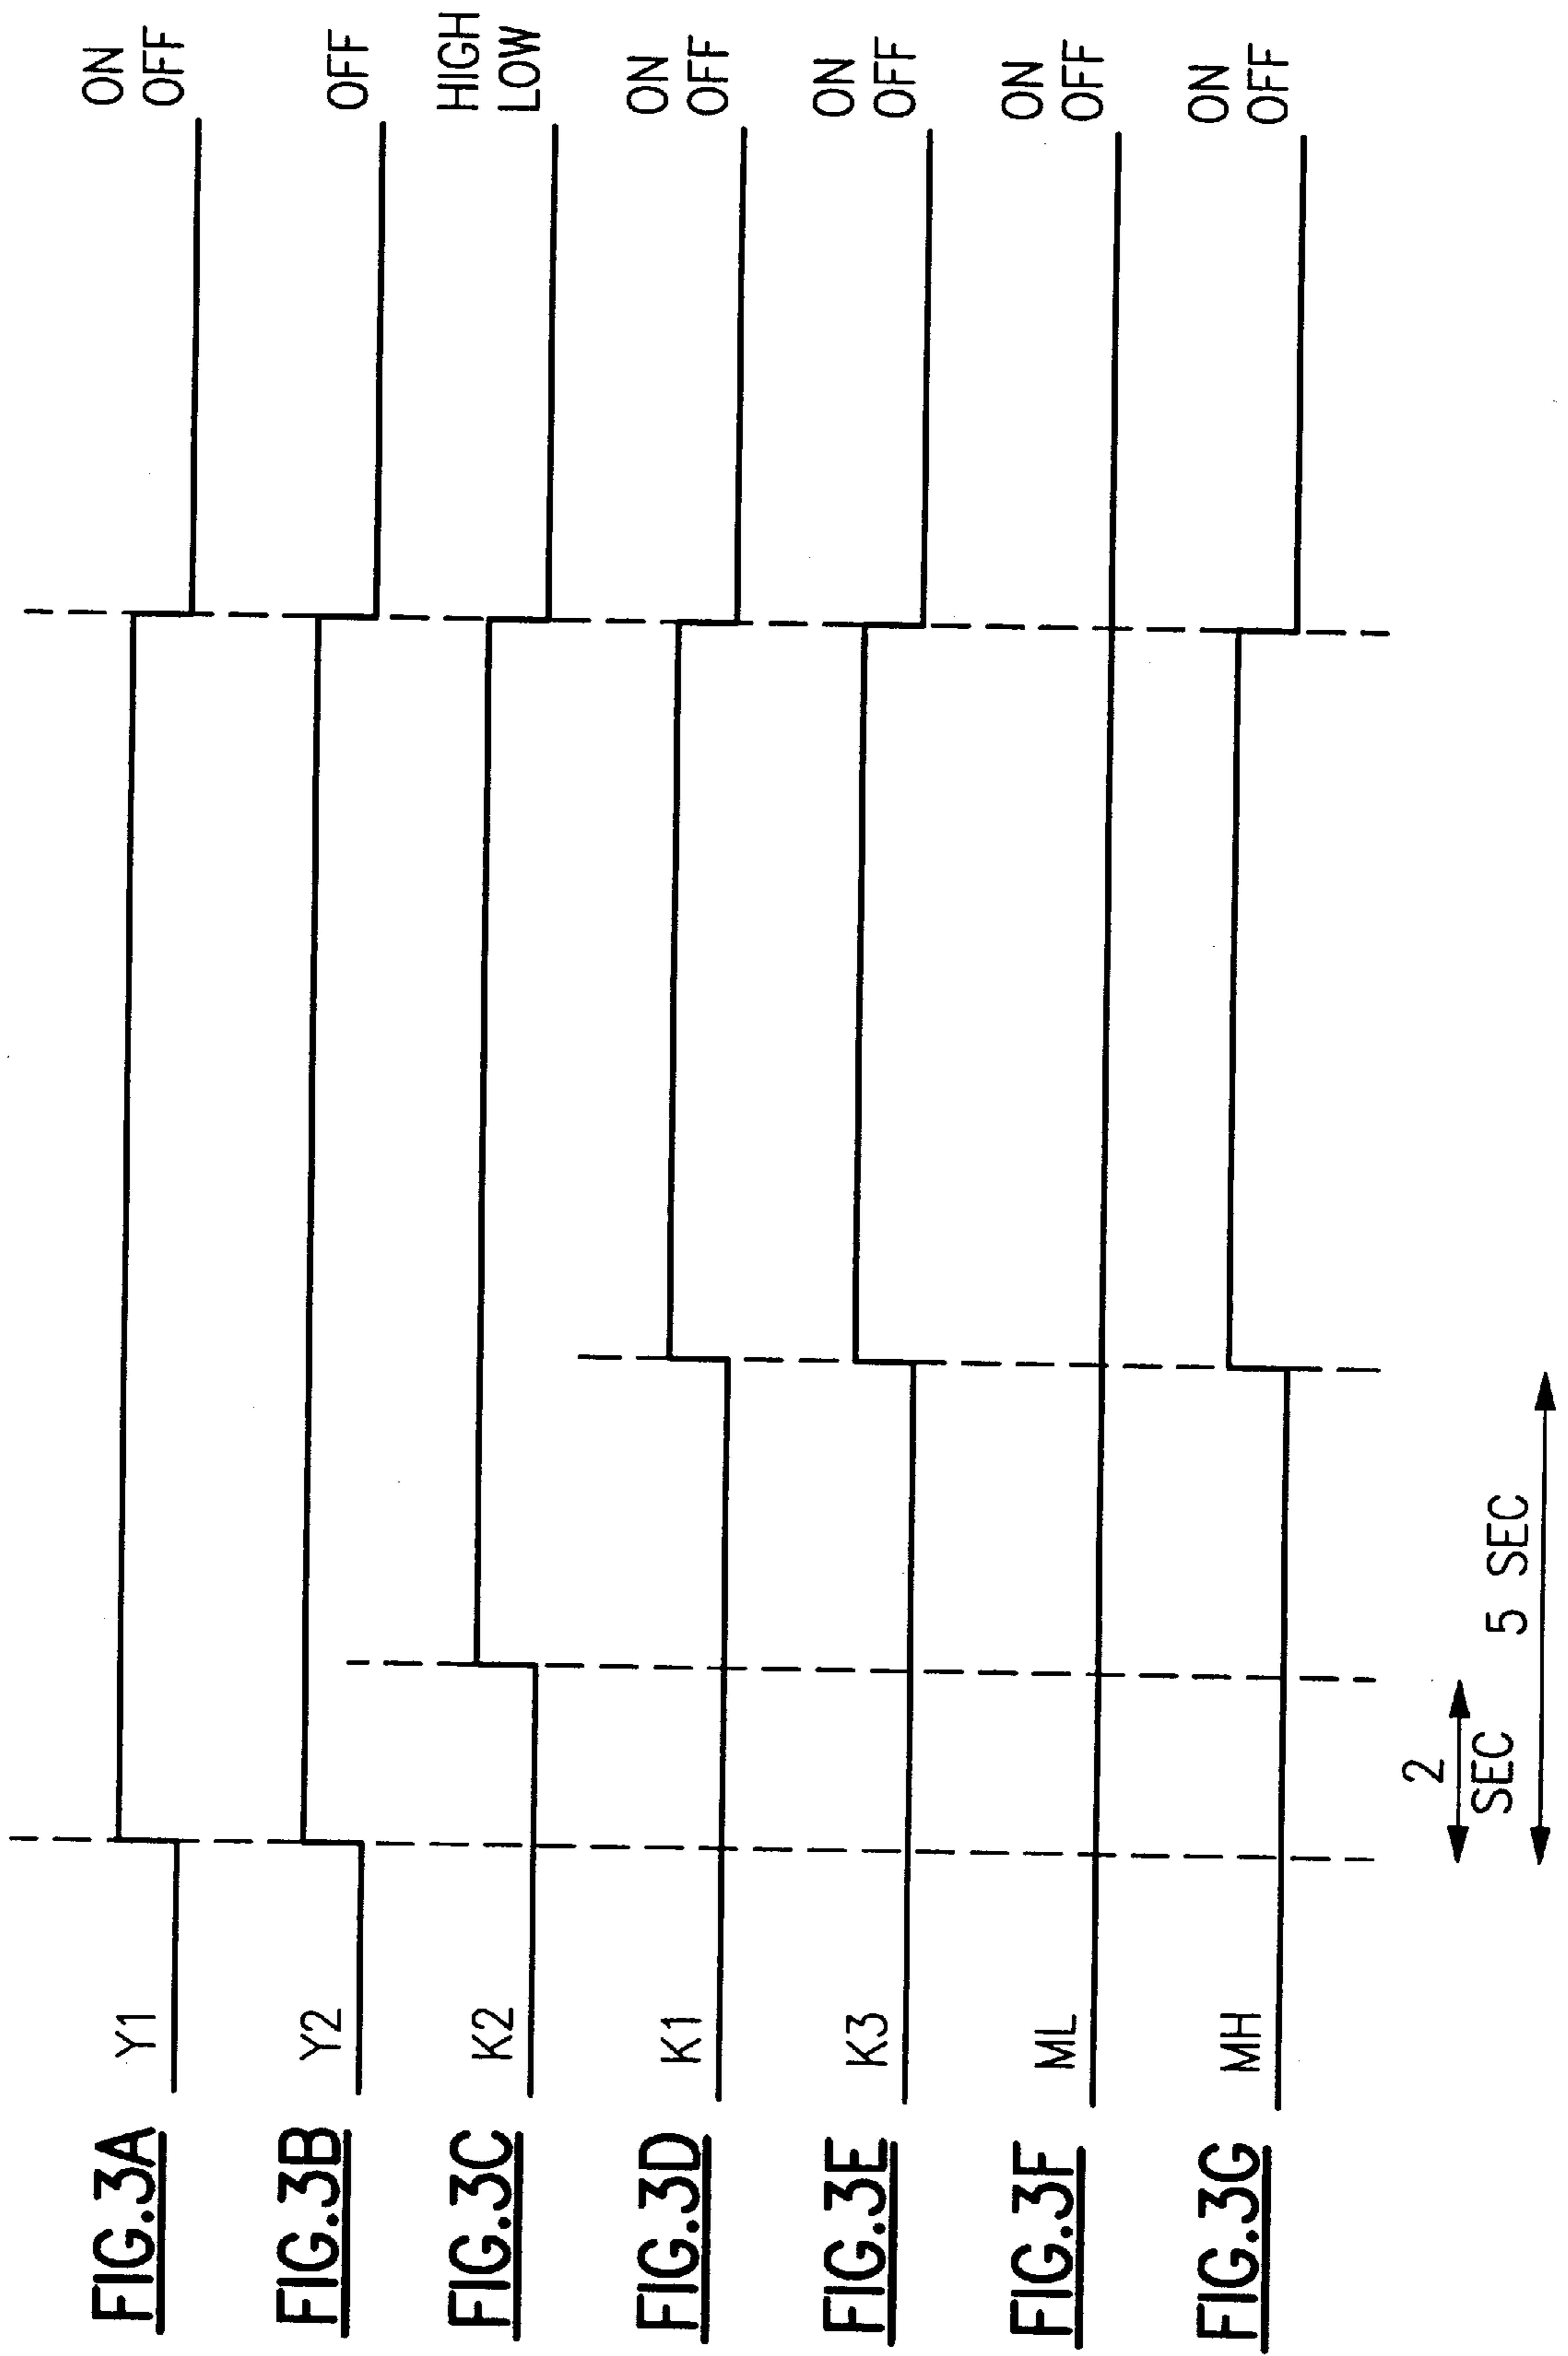 FIG.3A
Y1
ON
OFF
FIG.3B
Y2
OFF
FIG.3C
K2
HIGH
LOW
FIG.3D
K1
ON
OFF
FIG.3E
K3
ON
OFF
FIG.3F
ML
ON
OFF
FIG.3G
MH
ON
OFF
2
SEC
5 SEC